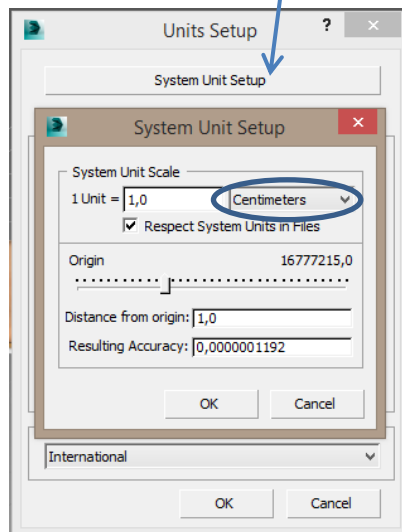 Units Setup ? ×
System Unit Setup
System Unit Setup ×
System Unit Scale
1 Unit = 1,0 Centimeters
Respect System Units in Files
Origin 16777215,0
Distance from origin: 1,0
Resulting Accuracy: 0,0000001192
OK Cancel
International
OK Cancel